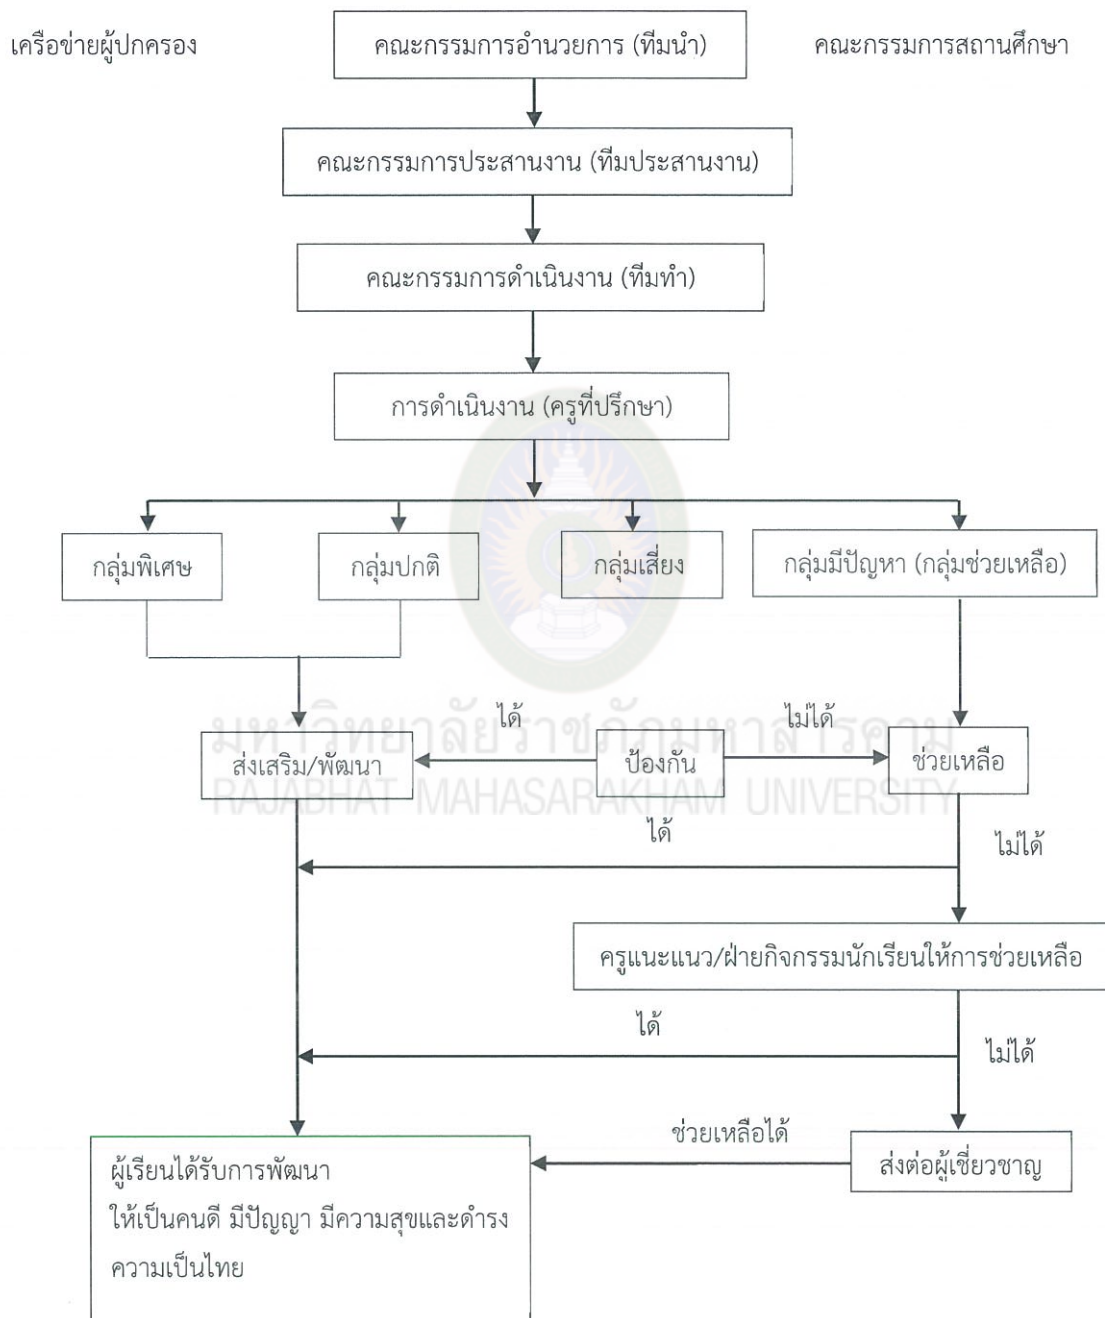 เครือข่ายผู้ปกครอง
คณะกรรมการอำนวยการ (ทีมนำ)
คณะกรรมการสถานศึกษา
คณะกรรมการประสานงาน (ทีมประสานงาน)
คณะกรรมการดำเนินงาน (ทีมทำ)
การดำเนินงาน (ครูที่ปรึกษา)
กลุ่มพิเศษ
กลุ่มปกติ
กลุ่มเสี่ยง
กลุ่มมีปัญหา (กลุ่มช่วยเหลือ)
ได้
ไม่ได้
มหาวิทยาลัยราชภัฏมหาสารคาม
ส่งเสริม/พัฒนา
ป้องกัน
ช่วยเหลือ
RAJABHAT MAHASARAKHAM UNIVERSITY
ได้
ไม่ได้
ครูแนะแนว/ฝ่ายกิจกรรมนักเรียนให้การช่วยเหลือ
ได้
ไม่ได้
ช่วยเหลือได้
ส่งต่อผู้เชี่ยวชาญ
ผู้เรียนได้รับการพัฒนา
ให้เป็นคนดี มีปัญญา มีความสุขและดำรง
ความเป็นไทย